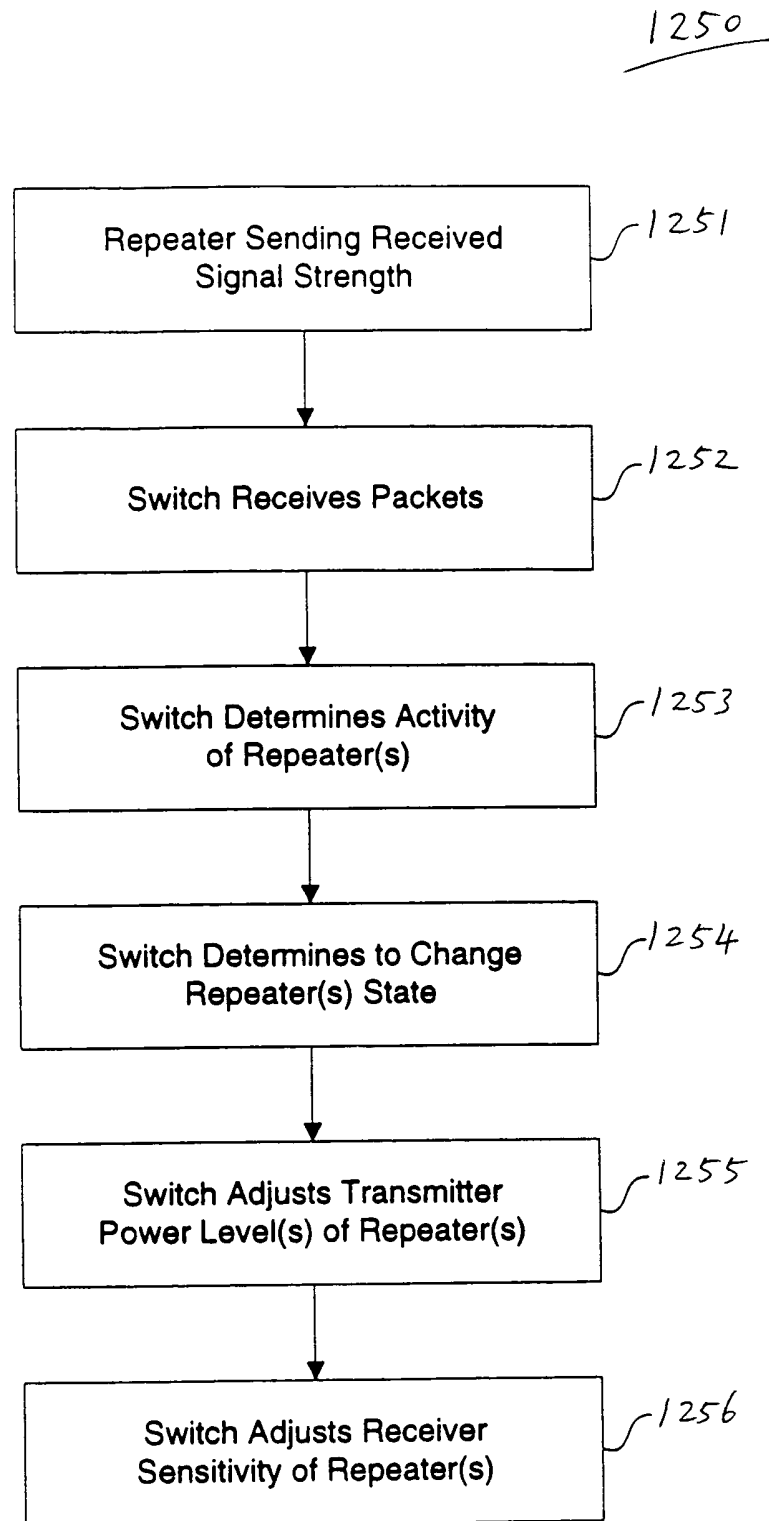 1250
Repeater Sending Received
Signal Strength
1251
Switch Receives Packets
1252
Switch Determines Activity
of Repeater(s)
1253
Switch Determines to Change
Repeater(s) State
1254
Switch Adjusts Transmitter
Power Level(s) of Repeater(s)
1255
Switch Adjusts Receiver
Sensitivity of Repeater(s)
1256